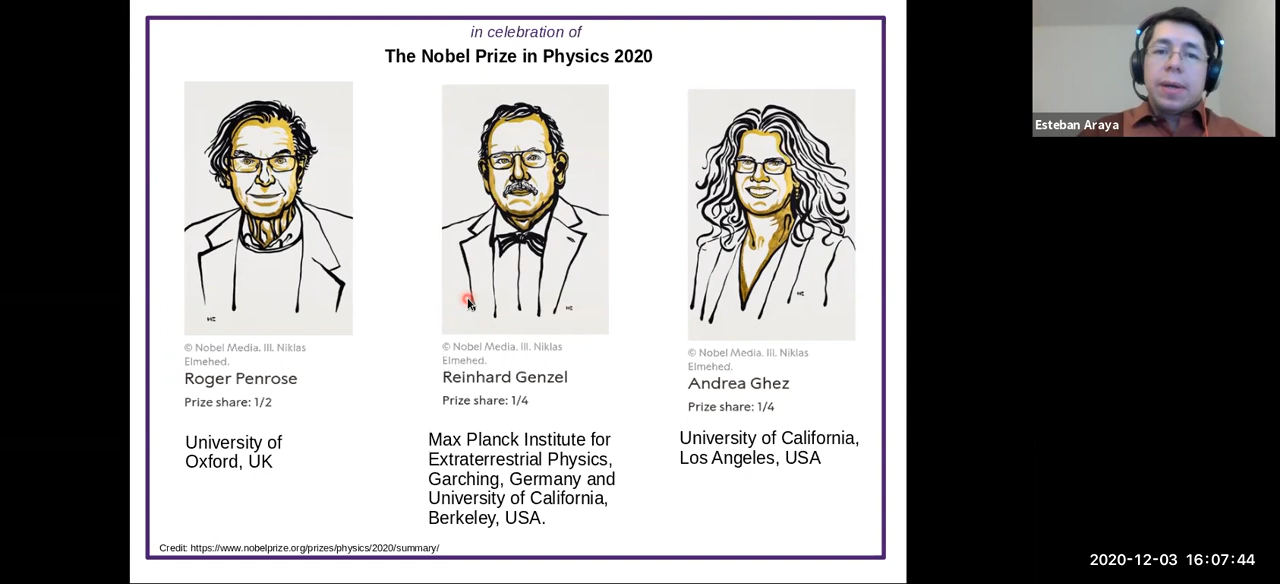 in celebration of
The Nobel Prize in Physics 2020
© Nobel Media. Ill. Niklas
Elmehed.
Roger Penrose
Prize share: 1/2
University of
Oxford, UK
© Nobel Media. Ill. Niklas
Elmehed.
Reinhard Genzel
Prize share: 1/4
Max Planck Institute for
Extraterrestrial Physics,
Garching, Germany and
University of California,
Berkeley, USA.
© Nobel Media. Ill. Niklas
Elmehed.
Andrea Ghez
Prize share: 1/4
University of California,
Los Angeles, USA
Credit: https://www.nobelprize.org/prizes/physics/2020/summary/
Esteban Araya
2020-12-03 16:07:44